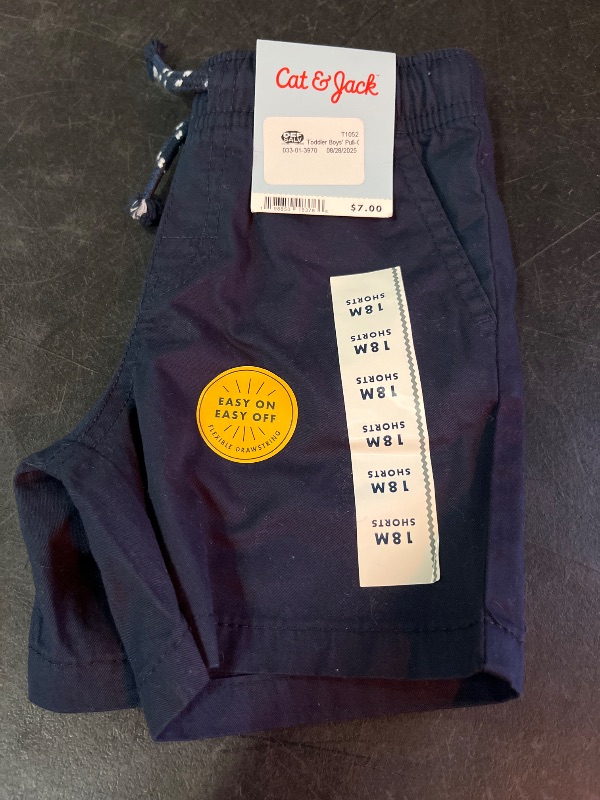 Cat & Jack
T1052
Toddler Boys' Pull-
033-01-3970 08/28/2025
$7.00
18M
SHORTS
18M
SHORTS
18M
SHORTS
18M
SHORTS
18M
SHORTS
18M
SHORTS
EASY ON
EASY OFF
FLEXIBLE DRAWSTRING